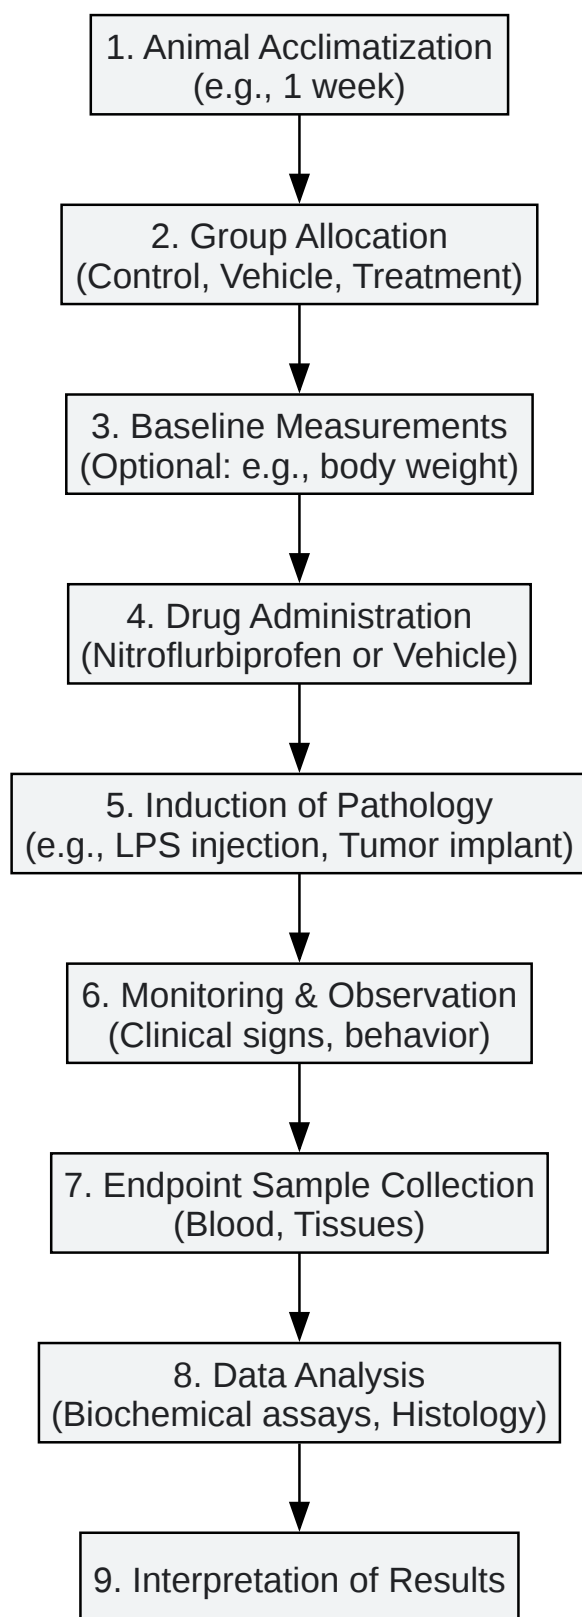 1. Animal Acclimatization
(e.g., 1 week)
2. Group Allocation
(Control, Vehicle, Treatment)
3. Baseline Measurements
(Optional: e.g., body weight)
4. Drug Administration
(Nitroflurbiprofen or Vehicle)
5. Induction of Pathology
(e.g., LPS injection, Tumor implant)
6. Monitoring & Observation
(Clinical signs, behavior)
7. Endpoint Sample Collection
(Blood, Tissues)
8. Data Analysis
(Biochemical assays, Histology)
9. Interpretation of Results